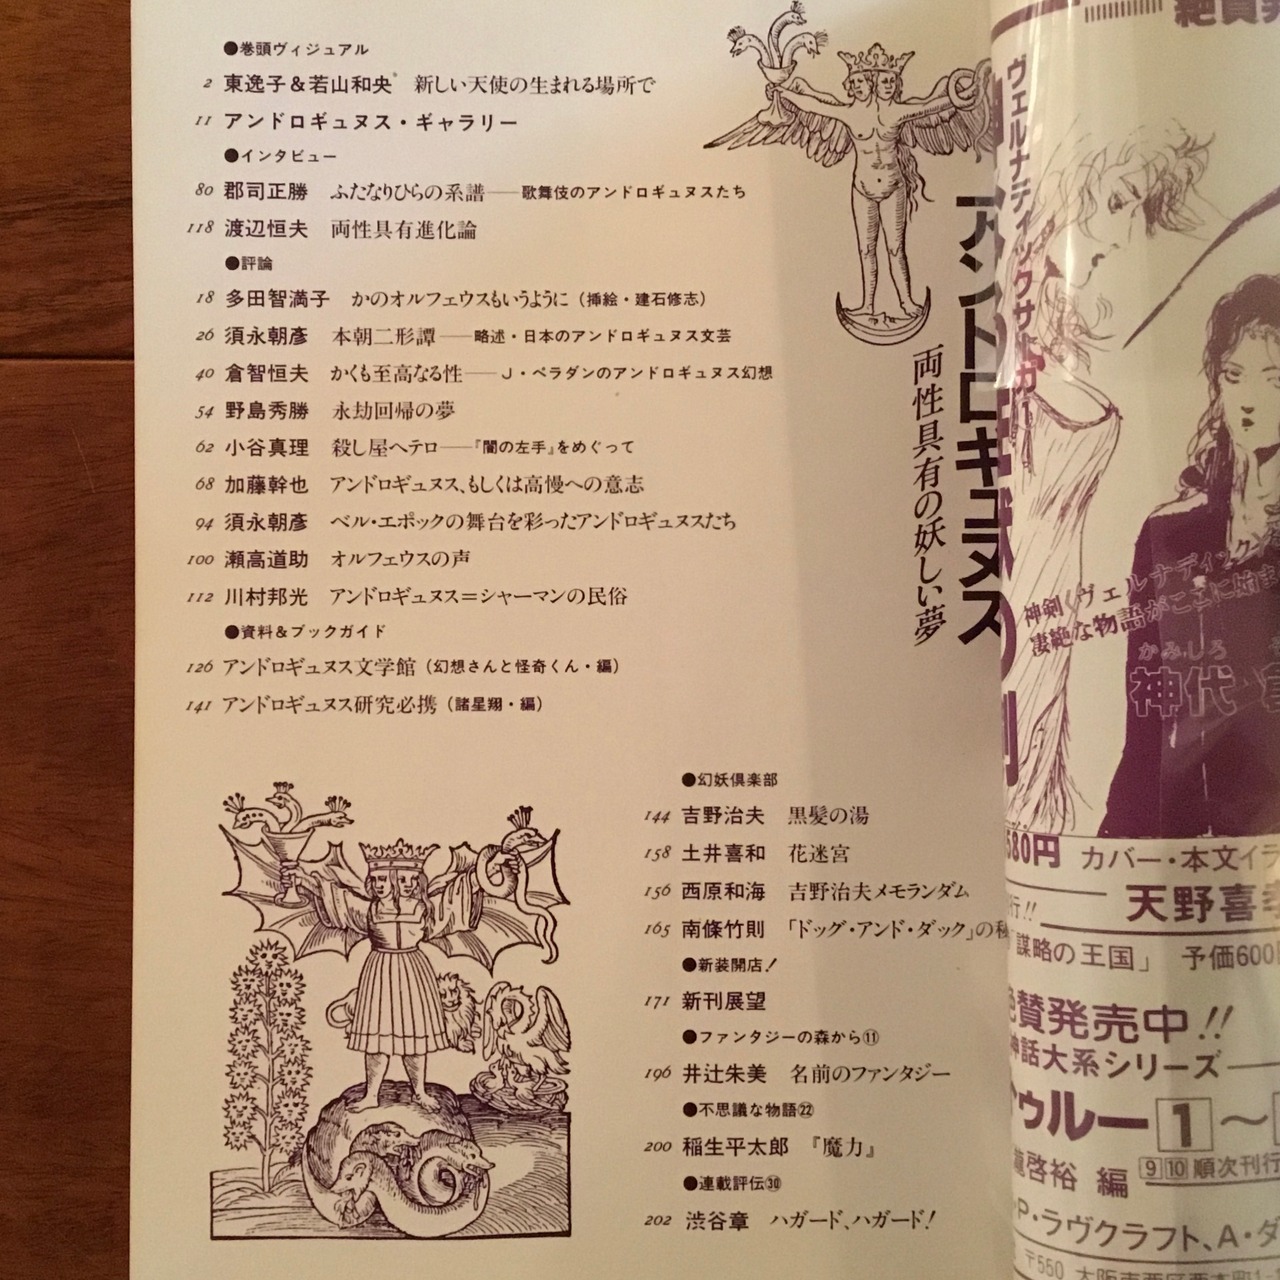 ●巻頭ヴィジュアル
2 東逸子&若山和央 新しい天使の生まれる場所で
11 アンドロギュヌス・ギャラリー
●インタビュー
80 郡司正勝 ふたなりひらの系譜──歌舞伎のアンドロギュヌスたち
118 渡辺恒夫 両性具有進化論
●評論
18 多田智満子 かのオルフェウスもいうように（挿絵・建石修志）
26 須永朝彦 本朝二形譚──略述・日本のアンドロギュヌス文芸
40 倉智恒夫 かくも至高なる性──J・ペラダンのアンドロギュヌス幻想
54 野島秀勝 永劫回帰の夢
62 小谷真理 殺し屋へテロ──『闇の左手』をめぐって
68 加藤幹也 アンドロギュヌス、もしくは高慢への意志
94 須永朝彦 ベル・エポックの舞台を彩ったアンドロギュヌスたち
100 瀬高道助 オルフェウスの声
112 川村邦光 アンドロギュヌス＝シャーマンの民俗
●資料&ブックガイド
126 アンドロギュヌス文学館（幻想さんと怪奇くん・編）
141 アンドロギュヌス研究必携（諸星翔・編）
アンドロギュヌス
両性具有の妖しい夢
●幻妖倶楽部
144 吉野治夫 黒髪の湯
158 土井喜和 花迷宮
156 西原和海 吉野治夫メモランダム
165 南條竹則 「ドッグ・アンド・ダック」の秘
●新装開店!
171 新刊展望
●ファンタジーの森から⑪
196 井辻朱美 名前のファンタジー
●不思議な物語㉒
200 稲生平太郎 『魔力』
●連載評伝㉚
202 渋谷章 ハガード、ハガード!
絶賛
ヴェルナディックサーガ1
の剣
神剣〈ヴェルナディック
凄絶な物語がここに始ま
かみしろ
神代
580円 カバー・本文イラ
行!! 天野喜孝
「謀略の王国」 予価600
絶賛発売中!!
神話大系シリーズ
トゥルー 1〜
啓裕 編 9 10 順次刊行
P・ラヴクラフト、A・ダ
〒550 大阪市西区